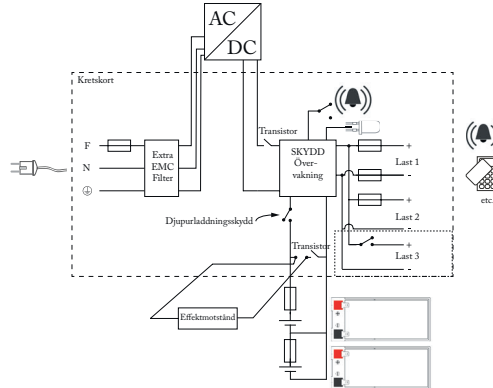 AC
DC
Kretskort
F
N
Extra
EMC
Filter
Transistor
SKYDD
Över-
vakning
+
Last 1
-
+
Last 2
-
+
Last 3
-
etc.
Djupurladdningsskydd
Transistor
Effektmotstånd